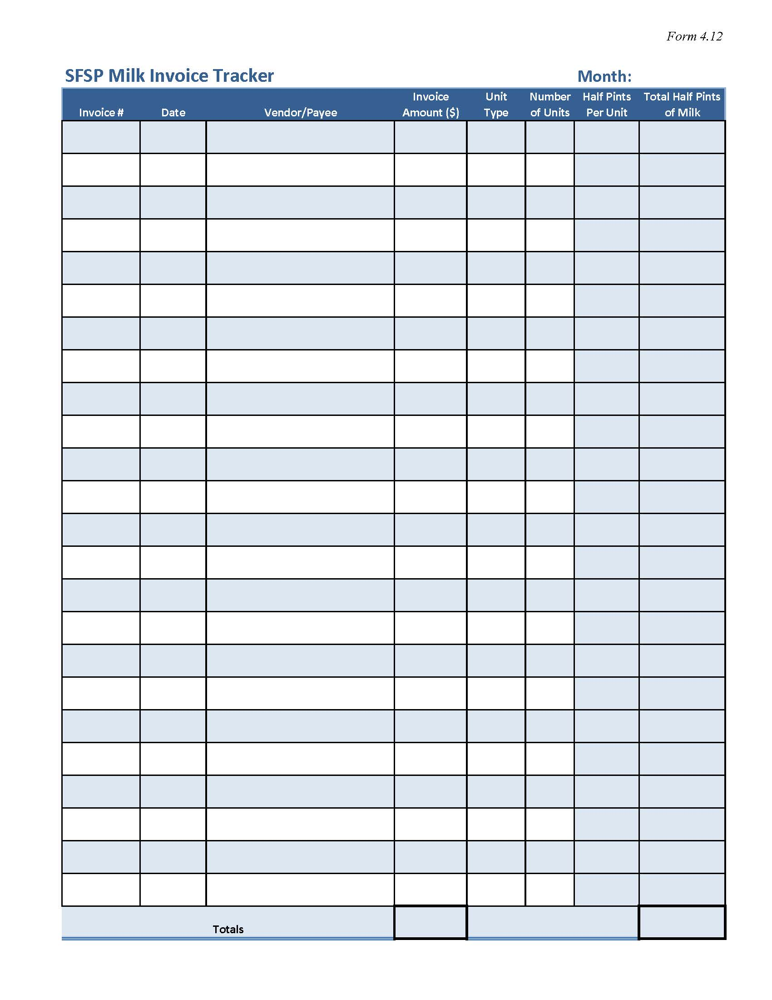 Form 4.12
SFSP Milk Invoice Tracker Month:
Invoice Unit Number Half Pints Total Half Pints
Invoice # Date Vendor/Payee Amount ($) Type of Units Per Unit of Milk
Totals